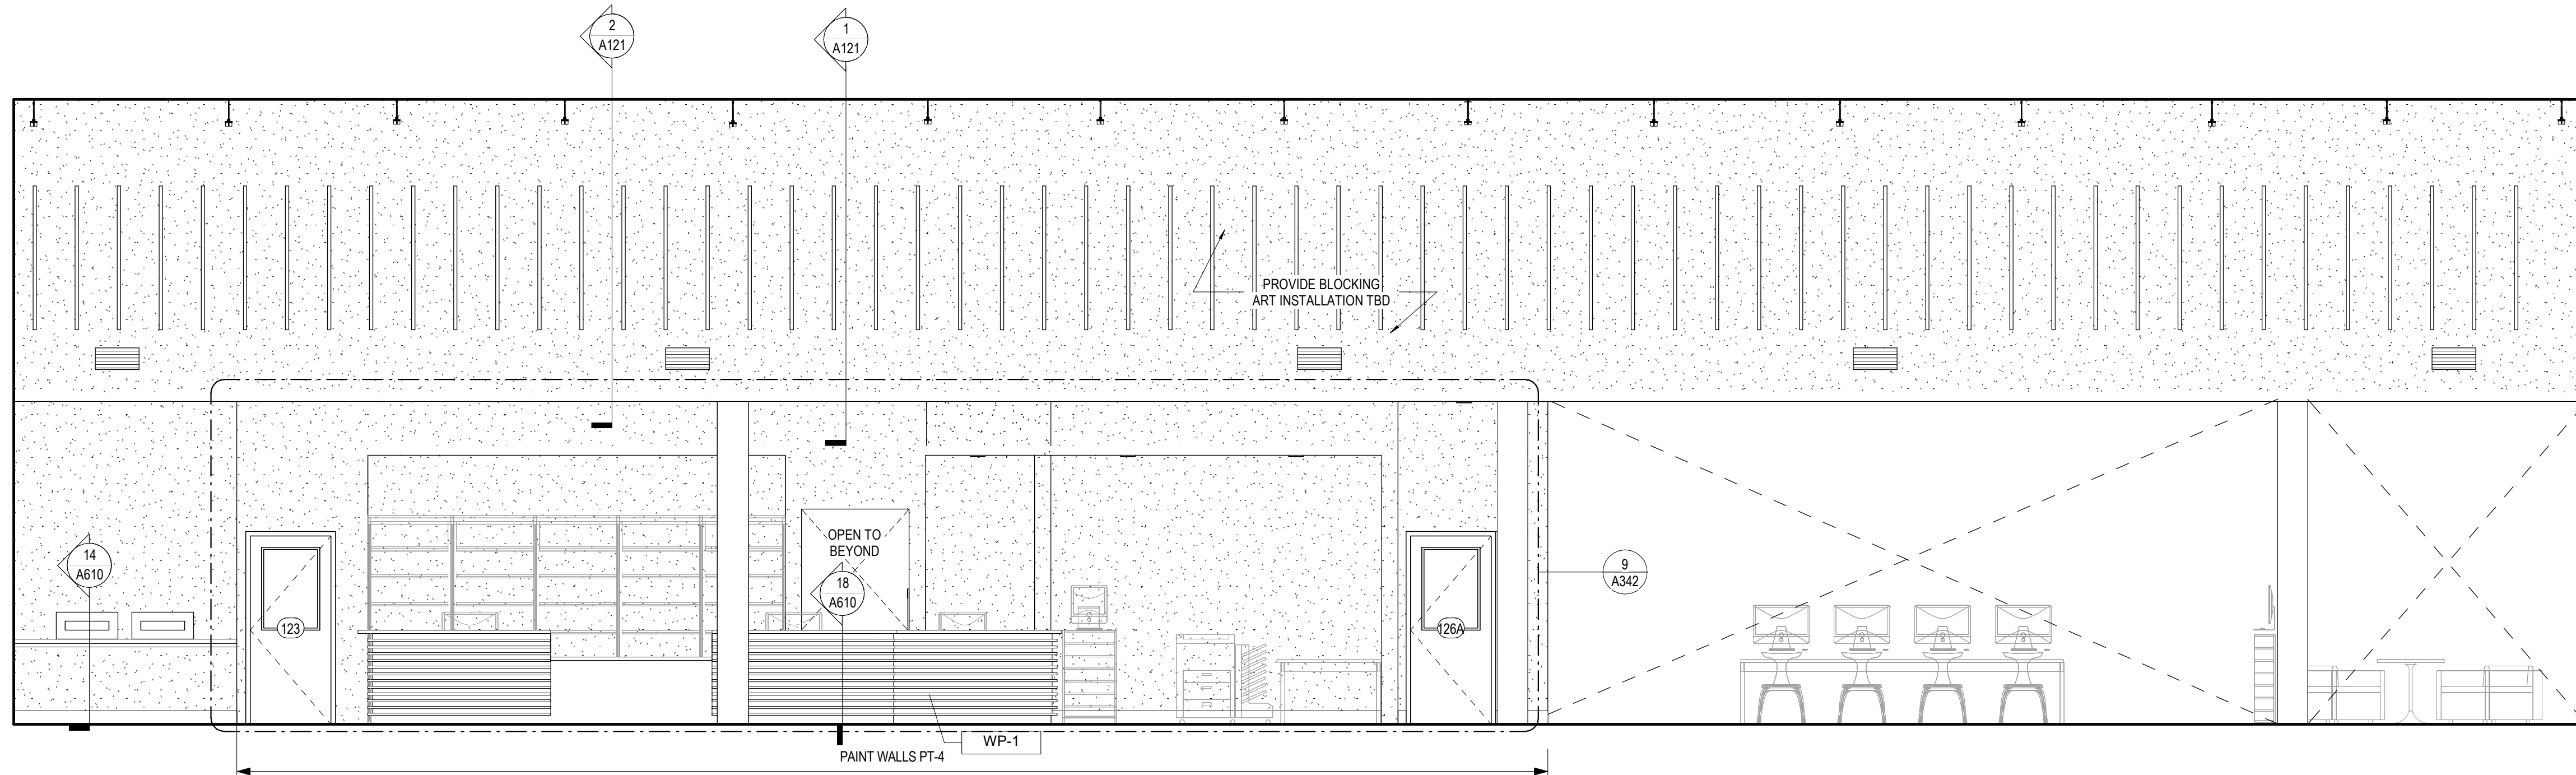 2
A121
1
A121
PROVIDE BLOCKING
ART INSTALLATION TBD
OPEN TO
BEYOND
14
A610
18
A610
9
A342
123
126A
WP-1
PAINT WALLS PT-4